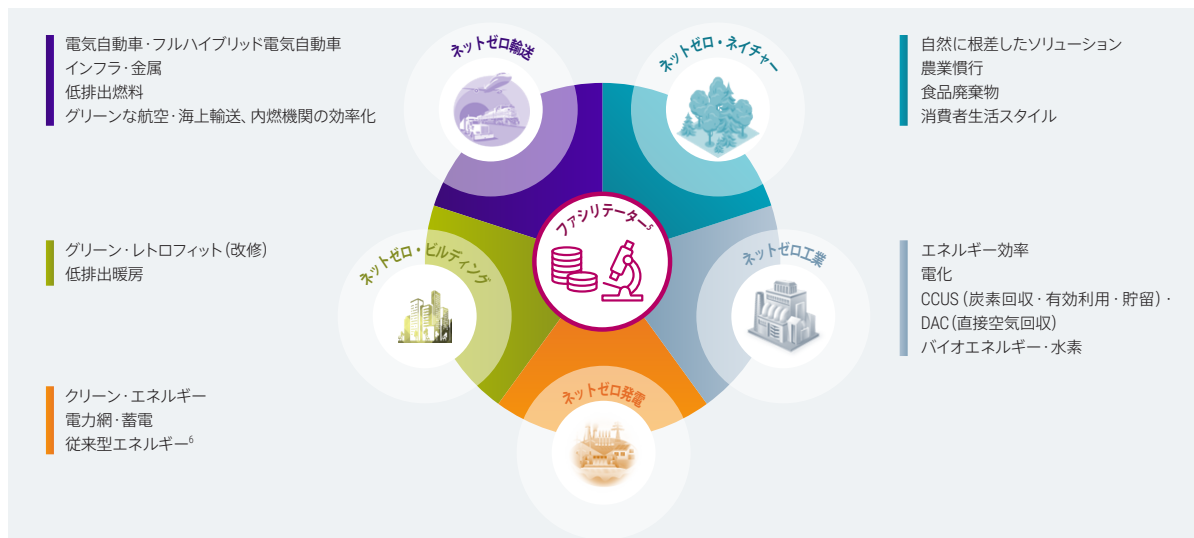 電気自動車・フルハイブリッド電気自動車
インフラ・金属
低排出燃料
グリーンな航空・海上輸送、内燃機関の効率化
ネットゼロ輸送
ネットゼロ・ネイチャー
自然に根差したソリューション
農業慣行
食品廃棄物
消費者生活スタイル
ファシリテーター5
グリーン・レトロフィット（改修）
低排出暖房
ネットゼロ・ビルディング
ネットゼロ工業
エネルギー効率
電化
CCUS（炭素回収・有効利用・貯留）・
DAC（直接空気回収）
バイオエネルギー・水素
クリーン・エネルギー
電力網・蓄電
従来型エネルギー6
ネットゼロ発電